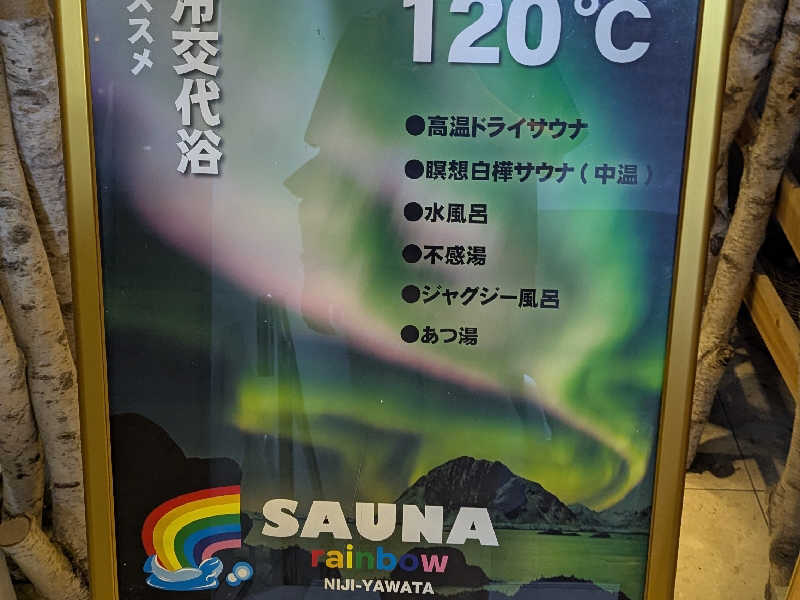 冷交代浴
ススメ
120℃
●高温ドライサウナ
●瞑想白樺サウナ(中温)
●水風呂
●不感湯
●ジャグジー風呂
●あつ湯
SAUNA
rainbow
NIJI-YAWATA